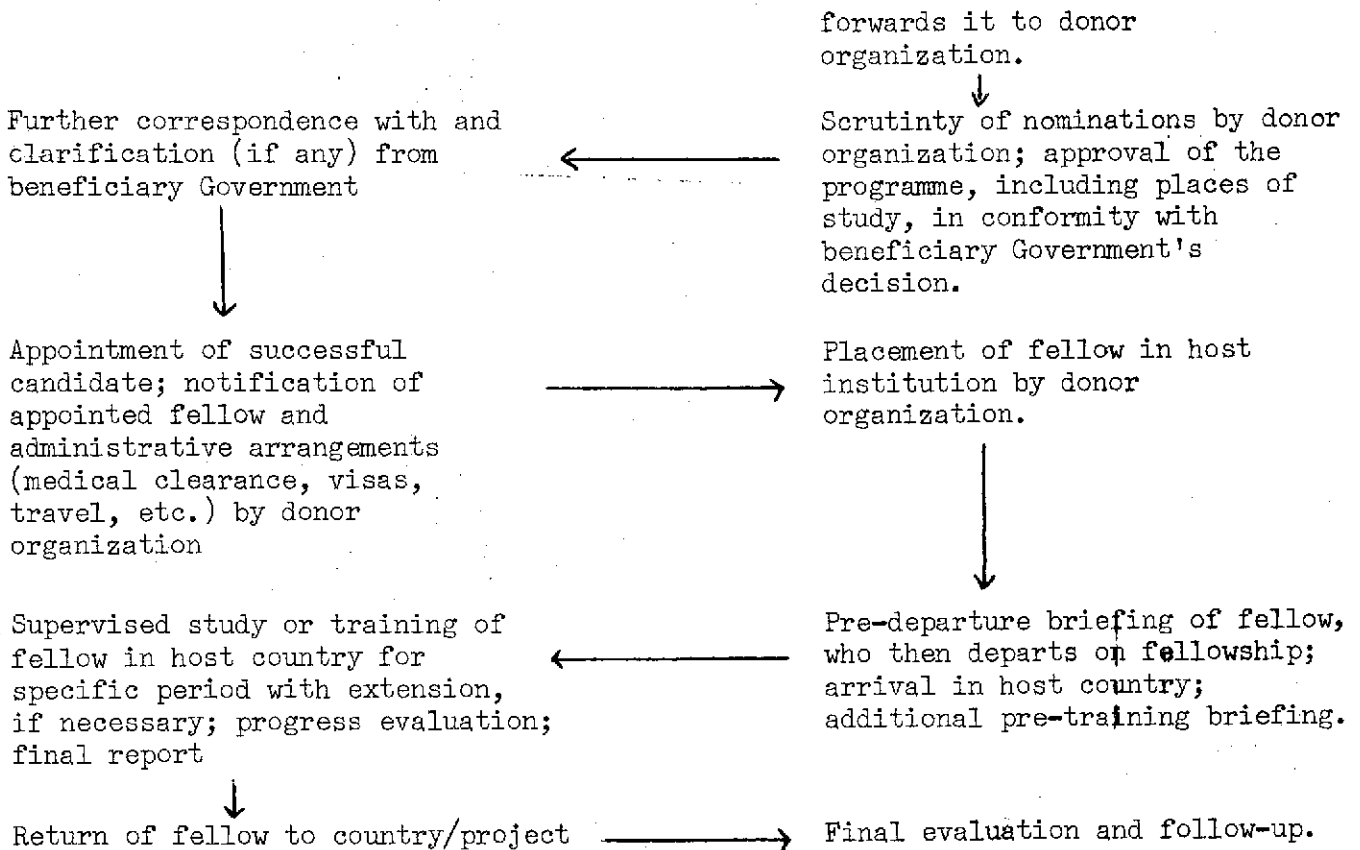 forwards it to donor
organization.
Further correspondence with and
clarification (if any) from
beneficiary Government
Scrutinty of nominations by donor
organization; approval of the
programme, including places of
study, in conformity with
beneficiary Government's
decision.
Appointment of successful
candidate; notification of
appointed fellow and
administrative arrangements
(medical clearance, visas,
travel, etc.) by donor
organization
Placement of fellow in host
institution by donor
organization.
Pre-departure briefing of fellow,
who then departs on fellowship;
arrival in host country;
additional pre-training briefing.
Supervised study or training of
fellow in host country for
specific period with extension,
if necessary; progress evaluation;
final report
Return of fellow to country/project
Final evaluation and follow-up.